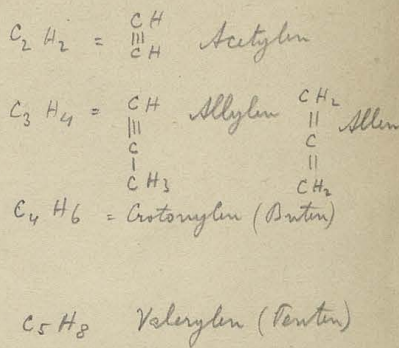 C₂ H₂ = CH ≡ CH Acetylen
C₃ H₄ = CH ≡ C - CH₃ Allylen CH₂ = C = CH₂ Allen
C₄ H₆ = Crotonylen (Butin)
C₅ H₈ Valerylen (Pentin)